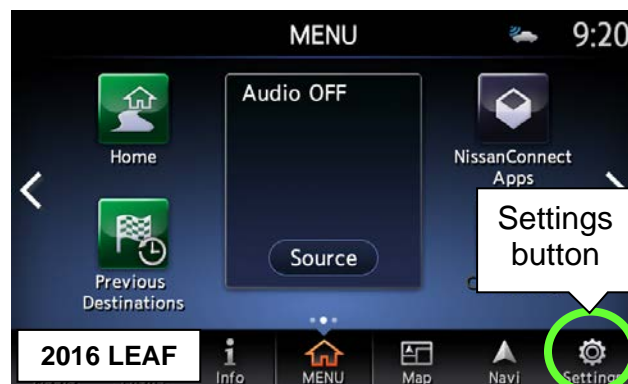 MENU
9:20
Audio OFF
Home
NissanConnect
Apps
Settings
button
Source
Previous
Destinations
2016 LEAF
Info
MENU
Map
Navi
Settings